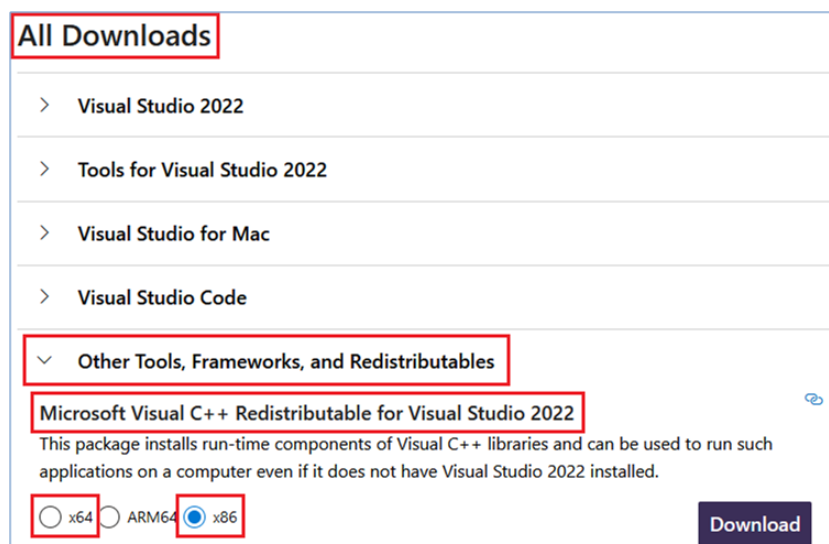 All Downloads
Visual Studio 2022
Tools for Visual Studio 2022
Visual Studio for Mac
Visual Studio Code
Other Tools, Frameworks, and Redistributables
Microsoft Visual C++ Redistributable for Visual Studio 2022
This package installs run-time components of Visual C++ libraries and can be used to run such
applications on a computer even if it does not have Visual Studio 2022 installed.
x64 ARM64 x86
Download